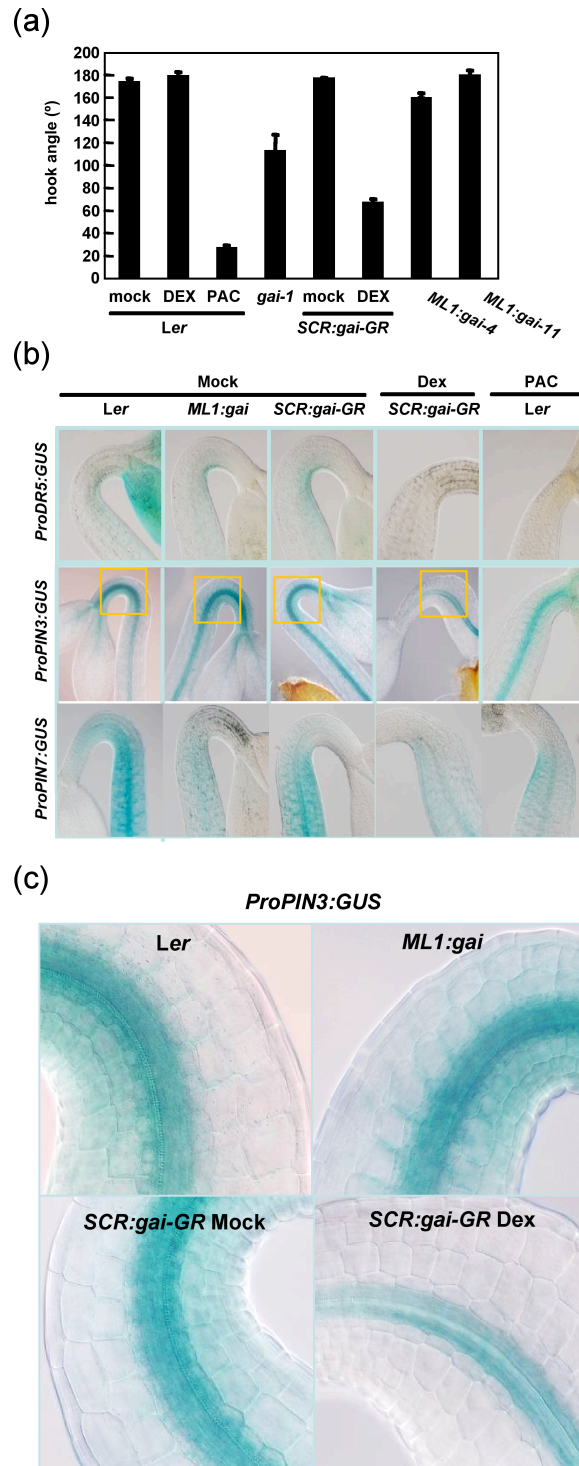 (a)
hook angle (º)
200
180
160
140
120
100
80
60
40
20
0
mock DEX PAC gai-1 mock DEX ML1:gai-4 ML1:gai-11
Ler SCR:gai-GR
(b)
Mock Dex PAC
Ler ML1:gai SCR:gai-GR SCR:gai-GR Ler
ProDR5:GUS
ProPIN3:GUS
ProPIN7:GUS
(c)
ProPIN3:GUS
Ler ML1:gai
SCR:gai-GR Mock SCR:gai-GR Dex